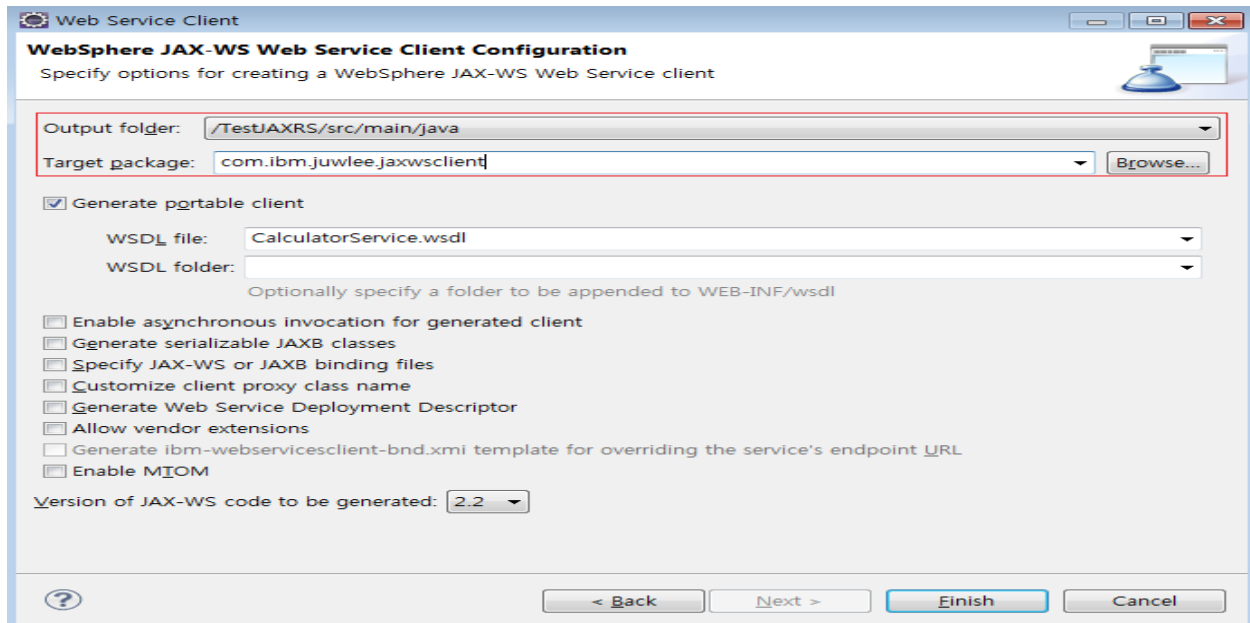 Web Service Client
WebSphere JAX-WS Web Service Client Configuration
Specify options for creating a WebSphere JAX-WS Web Service client
Output folder: /TestJAXRS/src/main/java
Target package: com.ibm.juwlee.jaxwsclient Browse...
Generate portable client
WSDL file: CalculatorService.wsdl
WSDL folder:
Optionally specify a folder to be appended to WEB-INF/wsdl
Enable asynchronous invocation for generated client
Generate serializable JAXB classes
Specify JAX-WS or JAXB binding files
Customize client proxy class name
Generate Web Service Deployment Descriptor
Allow vendor extensions
Generate ibm-webservicesclient-bnd.xmi template for overriding the service's endpoint URL
Enable MTOM
Version of JAX-WS code to be generated: 2.2
? < Back Next > Finish Cancel